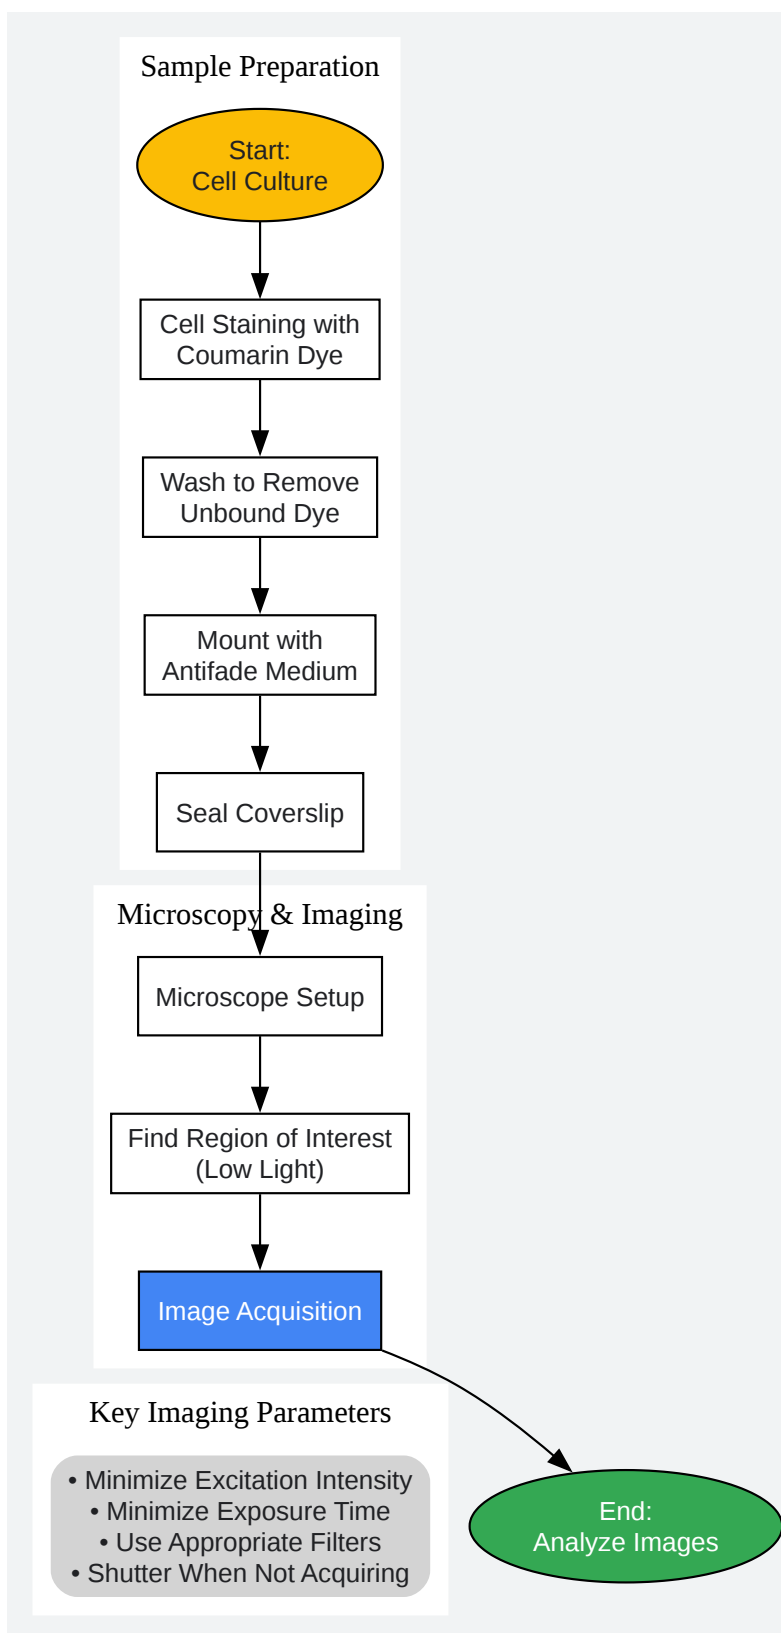 Sample Preparation
Start:
Cell Culture
Cell Staining with
Coumarin Dye
Wash to Remove
Unbound Dye
Mount with
Antifade Medium
Seal Coverslip
Microscopy & Imaging
Microscope Setup
Find Region of Interest
(Low Light)
Image Acquisition
Key Imaging Parameters
• Minimize Excitation Intensity
• Minimize Exposure Time
• Use Appropriate Filters
• Shutter When Not Acquiring
End:
Analyze Images